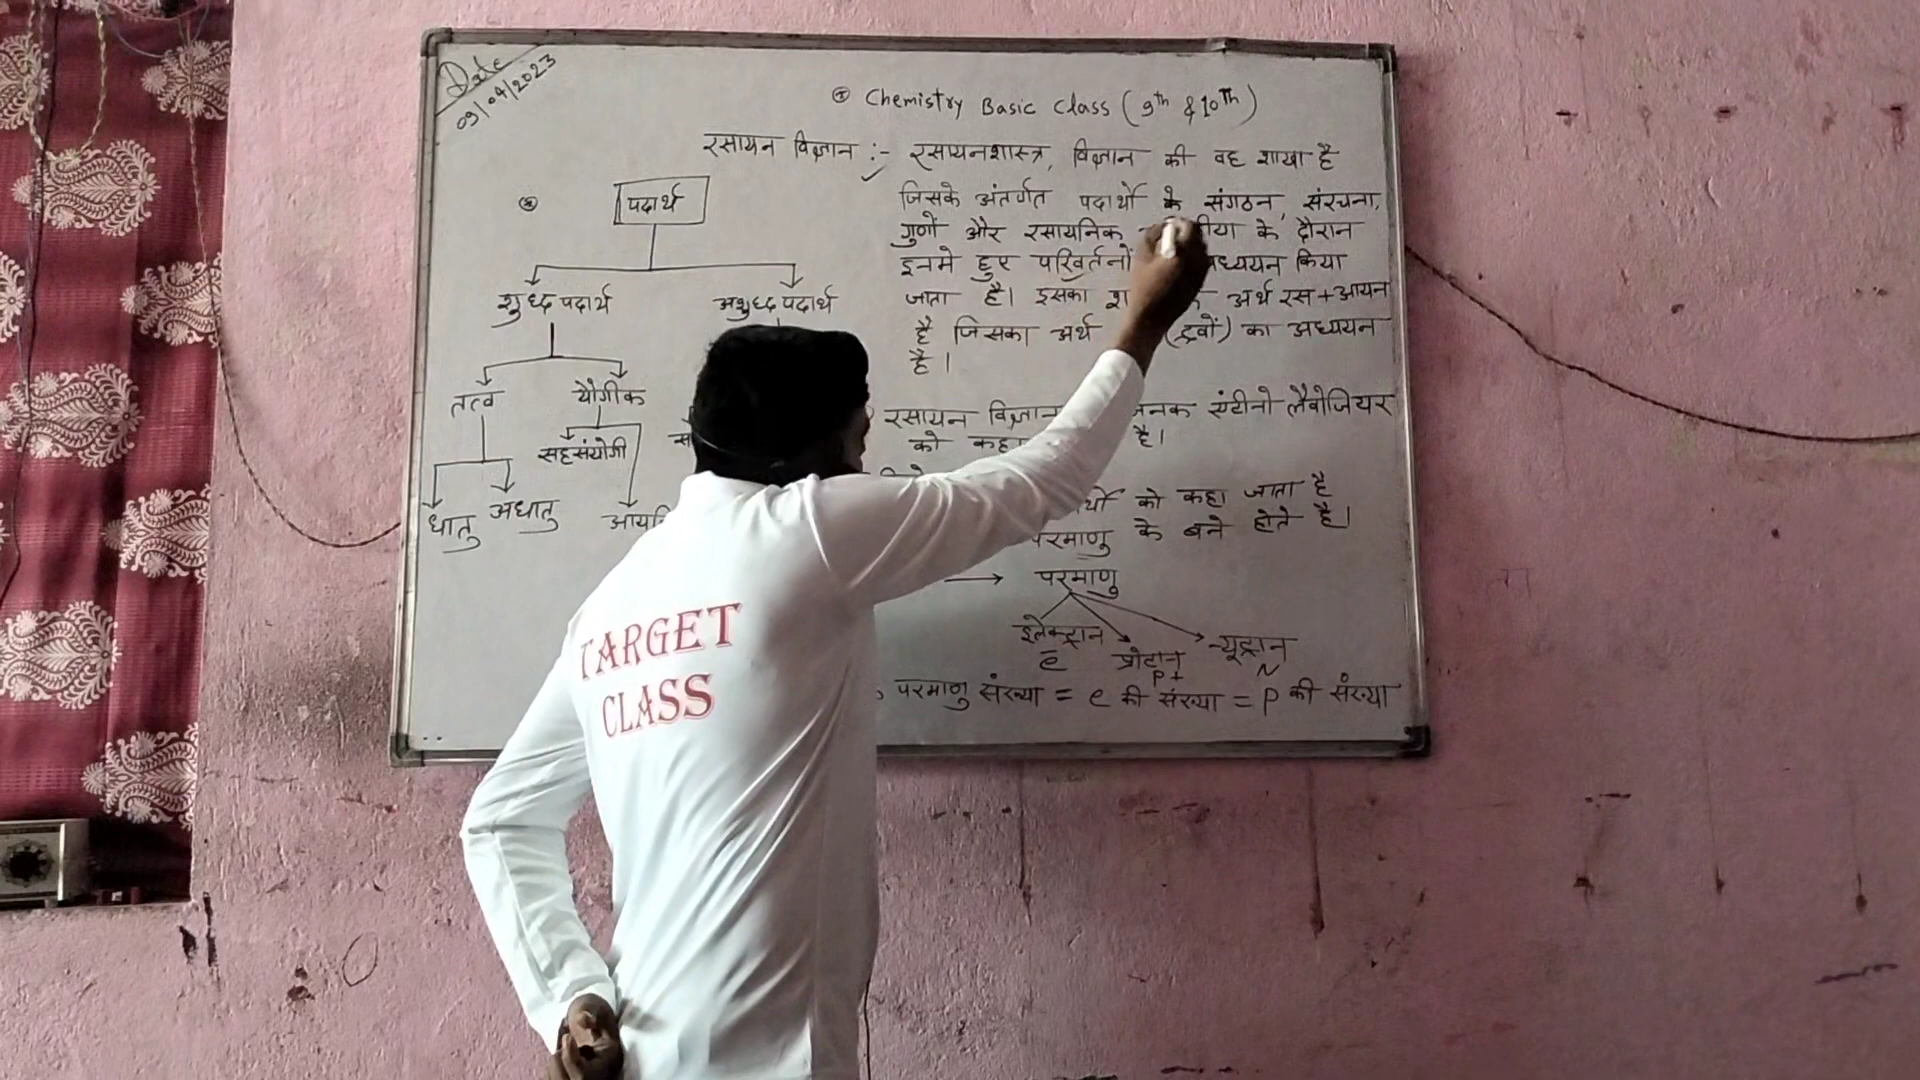 Date
09/04/2023
Chemistry Basic Class (9th & 10th)
रसायन विज्ञान :- रसायनशास्त्र, विज्ञान की वह शाखा है
जिसके अंतर्गत पदार्थो के संगठन, संरचना,
गुणों और रसायनिक के दौरान
इनमे हुए परिवर्तनों किया
जाता है। इसका अर्थ रस+आयन
है जिसका अर्थ (द्रवों) का अध्ययन
है।
पदार्थ
शुध्द पदार्थ अशुध्द पदार्थ
तत्व यौगीक
सहसंयोगी
धातु अधातु
रसायन विज्ञान जनक एंटीनो लैवोजियर
को है।
को कहा जाता है
परमाणु के बने होते है।
→ परमाणु
इलेक्ट्रान प्रोटान न्यूट्रान
e P+ N
परमाणु संख्या = e की संख्या = P की संख्या
TARGET
CLASS